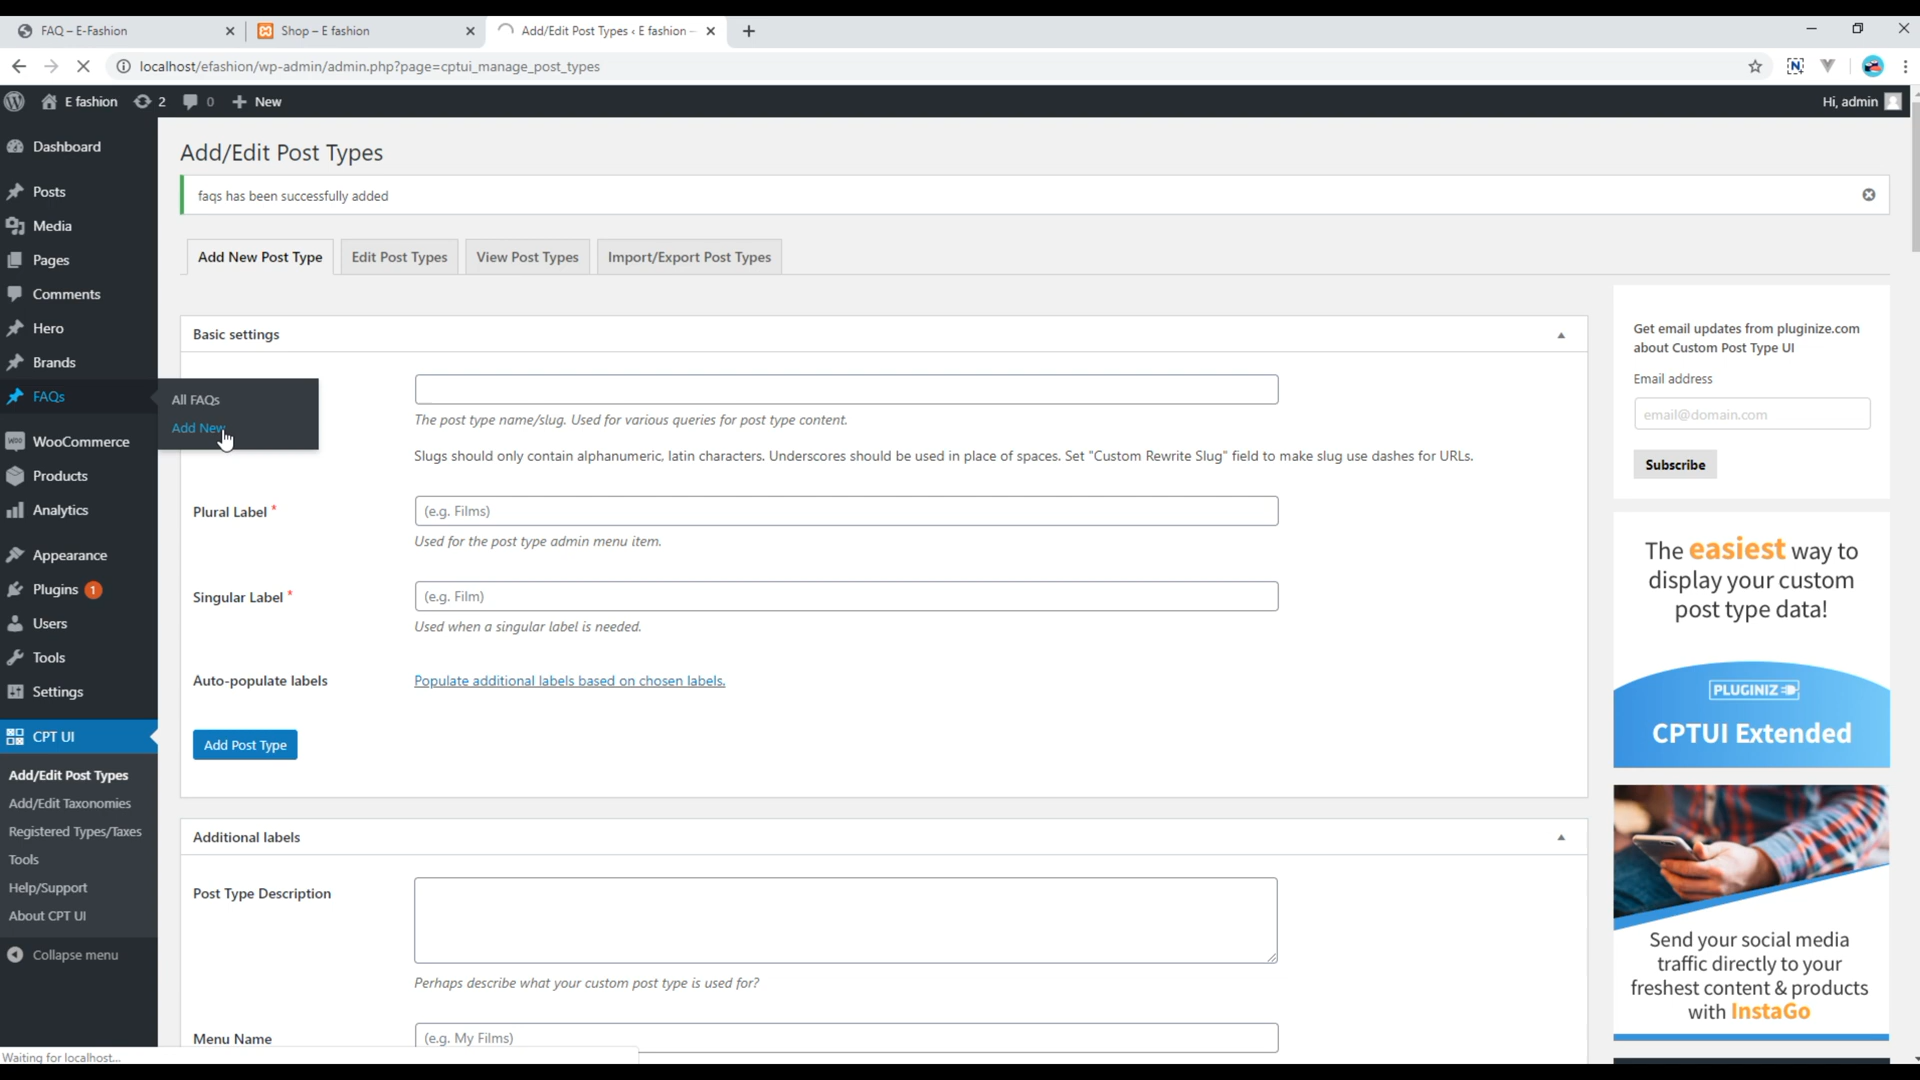 FAQ – E-Fashion
Shop – E fashion
Add/Edit Post Types ‹ E fashion –
localhost/efashion/wp-admin/admin.php?page=cptui_manage_post_types
E fashion
2
0
New
Hi, admin
Dashboard
Posts
Media
Pages
Comments
Hero
Brands
FAQs
All FAQs
Add New
WooCommerce
Products
Analytics
Appearance
Plugins 1
Users
Tools
Settings
CPT UI
Add/Edit Post Types
Add/Edit Taxonomies
Registered Types/Taxes
Tools
Help/Support
About CPT UI
Collapse menu
Waiting for localhost...
Add/Edit Post Types
faqs has been successfully added
Add New Post Type
Edit Post Types
View Post Types
Import/Export Post Types
Basic settings
The post type name/slug. Used for various queries for post type content.
Slugs should only contain alphanumeric, latin characters. Underscores should be used in place of spaces. Set "Custom Rewrite Slug" field to make slug use dashes for URLs.
Plural Label *
(e.g. Films)
Used for the post type admin menu item.
Singular Label *
(e.g. Film)
Used when a singular label is needed.
Auto-populate labels
Populate additional labels based on chosen labels.
Add Post Type
Additional labels
Post Type Description
Perhaps describe what your custom post type is used for?
Menu Name
(e.g. My Films)
Get email updates from pluginize.com
about Custom Post Type UI
Email address
email@domain.com
Subscribe
The easiest way to
display your custom
post type data!
PLUGINIZ
CPTUI Extended
Send your social media
traffic directly to your
freshest content & products
with InstaGo